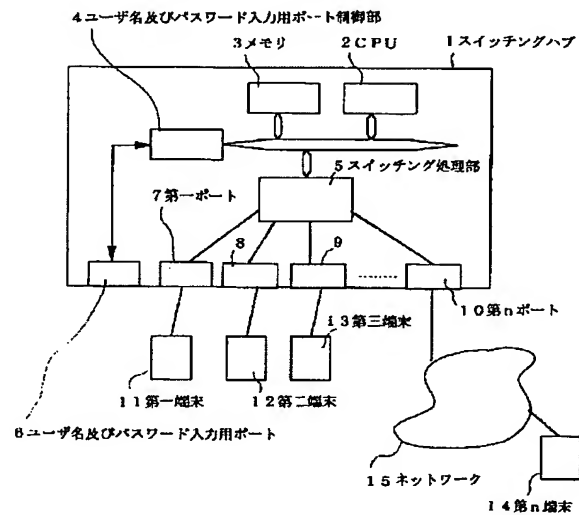 4ユーザ名及びパスワード入力用ポート制御部
3メモリ
2CPU
1スイッチングハブ
5スイッチング処理部
7第一ポート
8
9
........
10第nポート
13第三端末
11第一端末
12第二端末
6ユーザ名及びパスワード入力用ポート
15ネットワーク
14第n端末